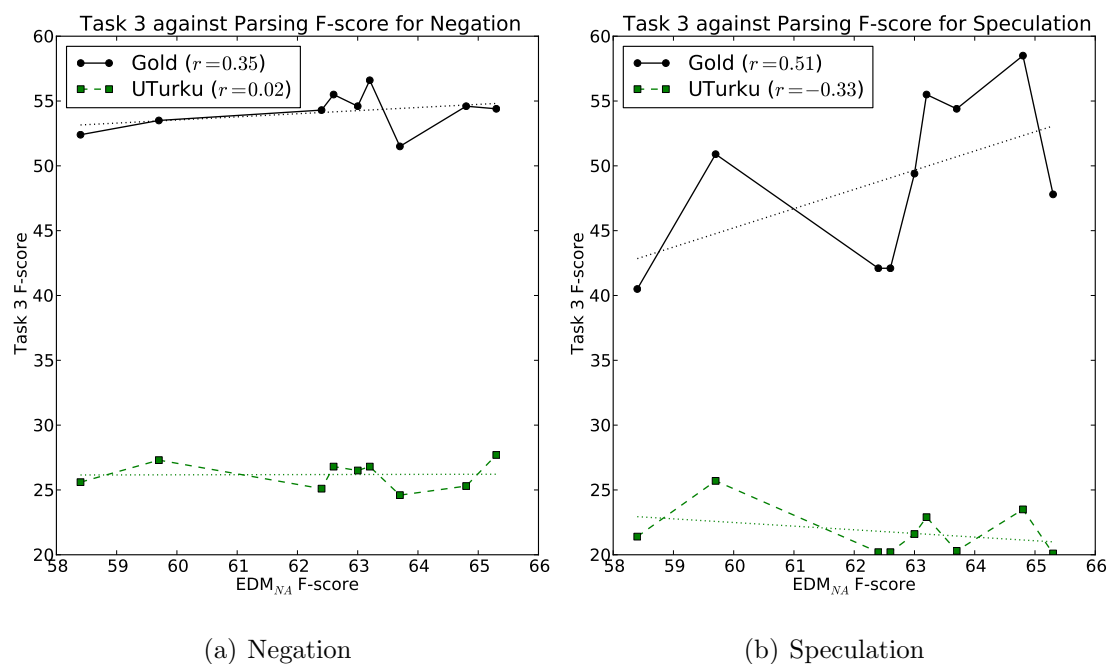 Task 3 against Parsing F-score for Negation
60
55
50
45
40
35
30
25
20
Task 3 F-score
Gold (r=0.35)
UTurku (r=0.02)
58 59 60 61 62 63 64 65 66
EDM_NA F-score
(a) Negation
Task 3 against Parsing F-score for Speculation
60
55
50
45
40
35
30
25
20
Task 3 F-score
Gold (r=0.51)
UTurku (r=−0.33)
58 59 60 61 62 63 64 65 66
EDM_NA F-score
(b) Speculation